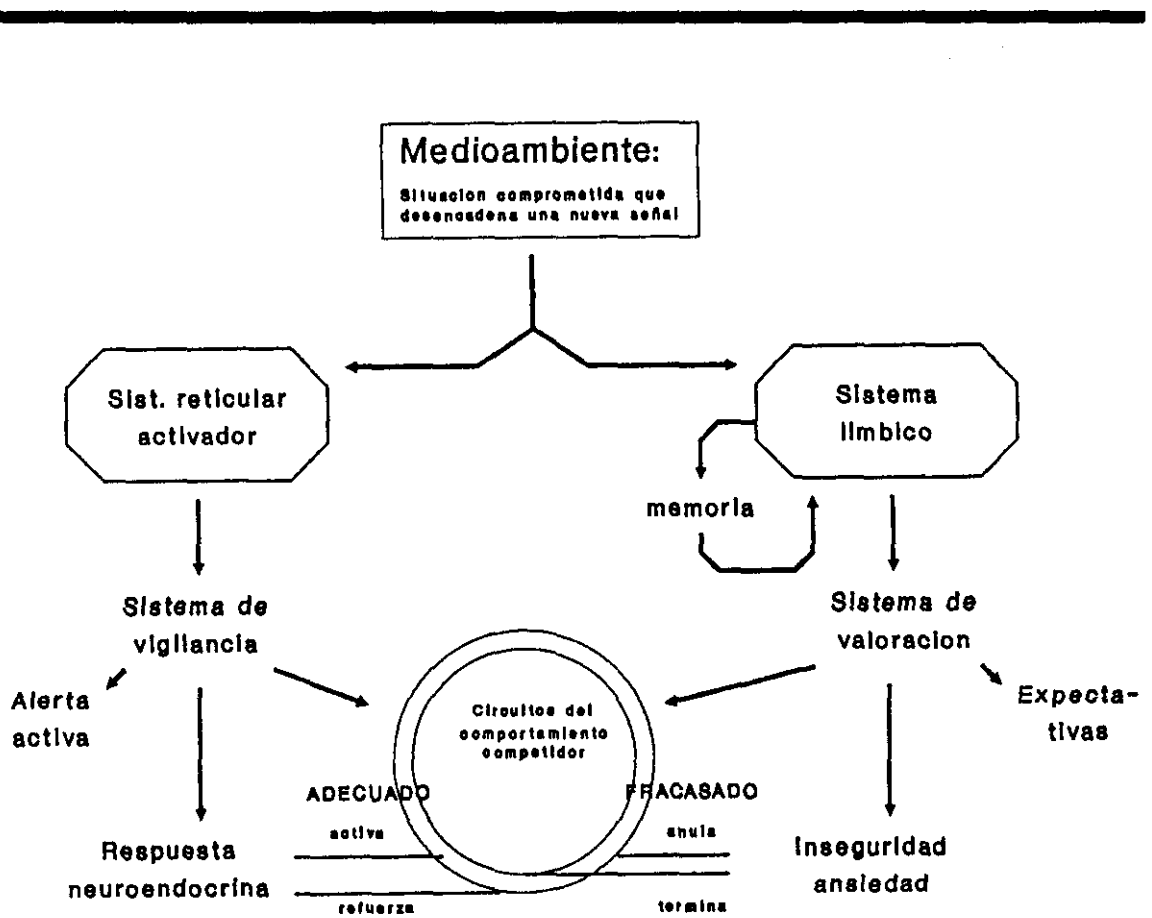 Medioambiente:
Situacion comprometida que
desencadena una nueva señal
Sist. reticular
activador
Sistema
limbico
memoria
Sistema de
vigilancia
Sistema de
valoracion
Alerta
activa
Circuitos del
comportamiento
competidor
Expecta-
tivas
ADECUADO
FRACASADO
activa
anula
Respuesta
neuroendocrina
Inseguridad
ansiedad
refuerza
termina